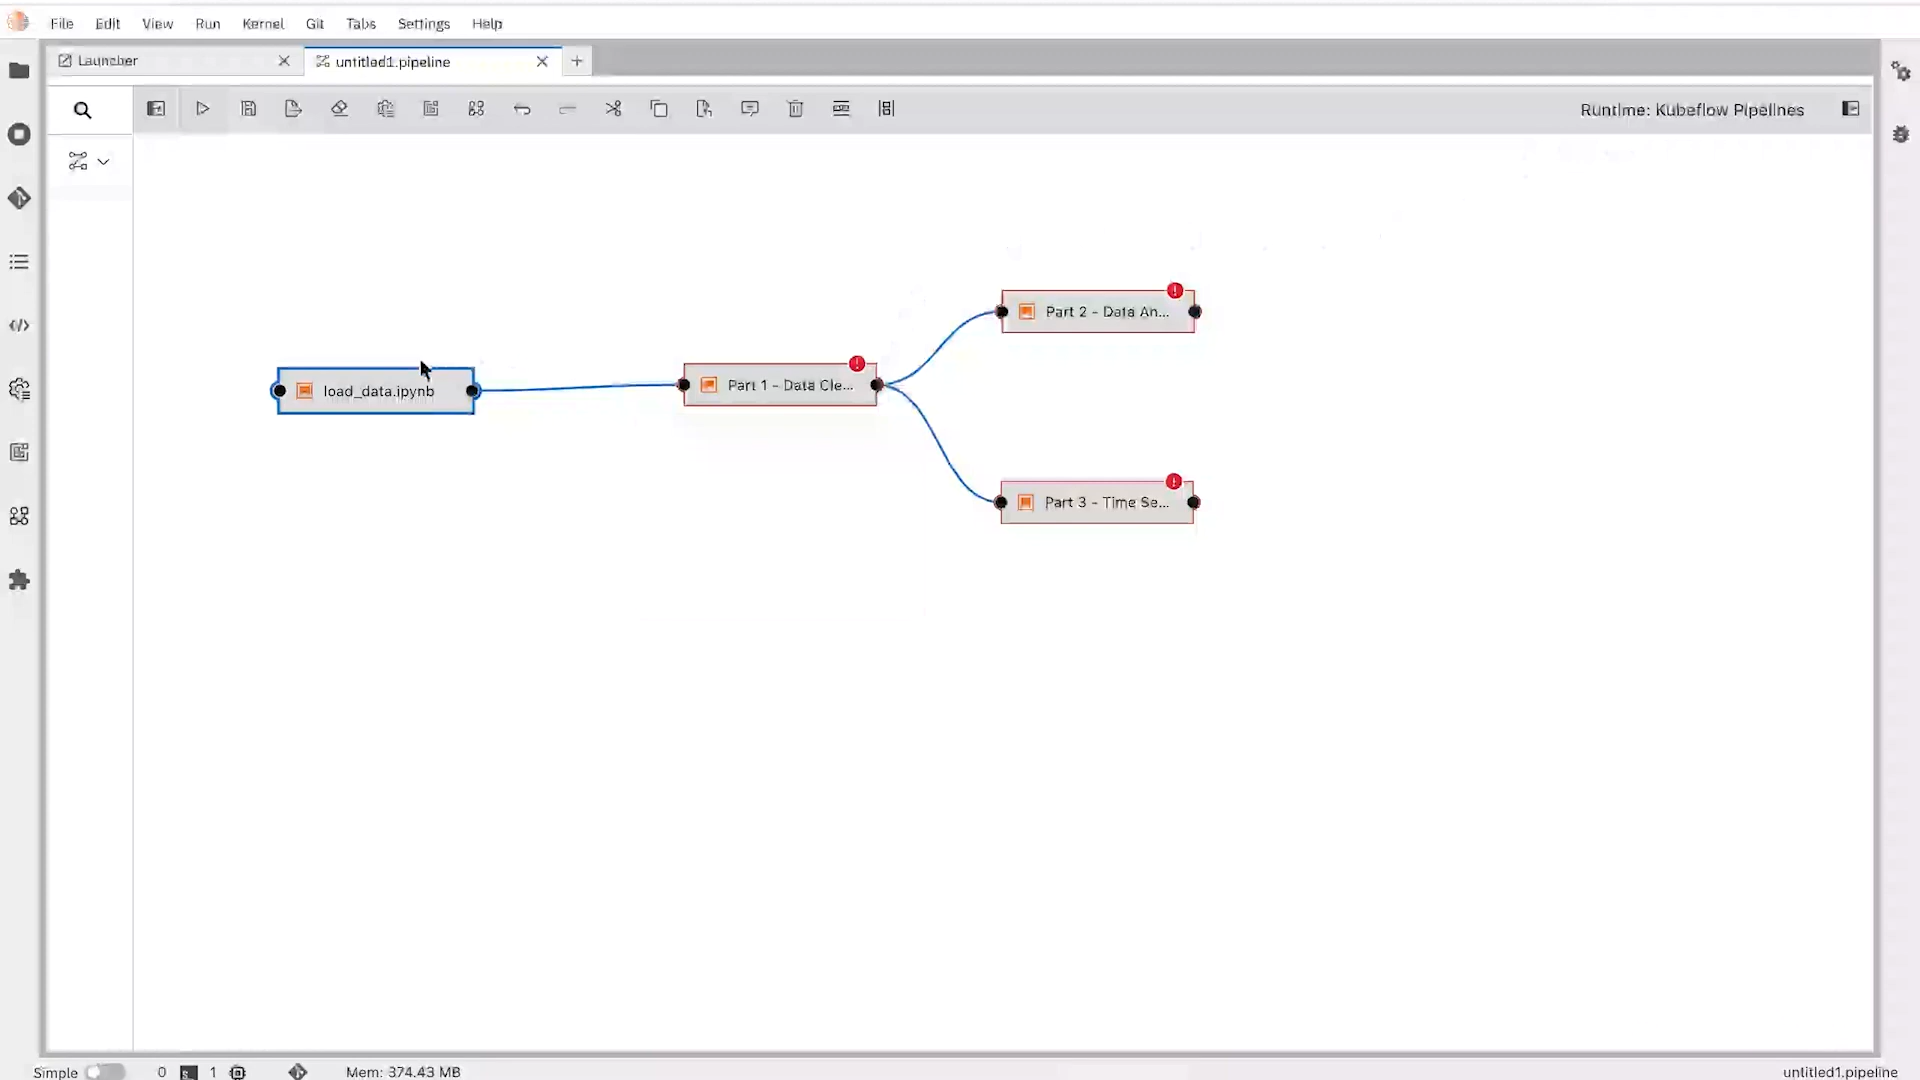 File Edit View Run Kernel Git Tabs Settings Help
Launcher
untitled1.pipeline
Runtime: Kubeflow Pipelines
Part 2 - Data An...
load_data.ipynb
Part 1 - Data Cle...
Part 3 - Time Se...
Simple 0 1 Mem: 374.43 MB untitled1.pipeline